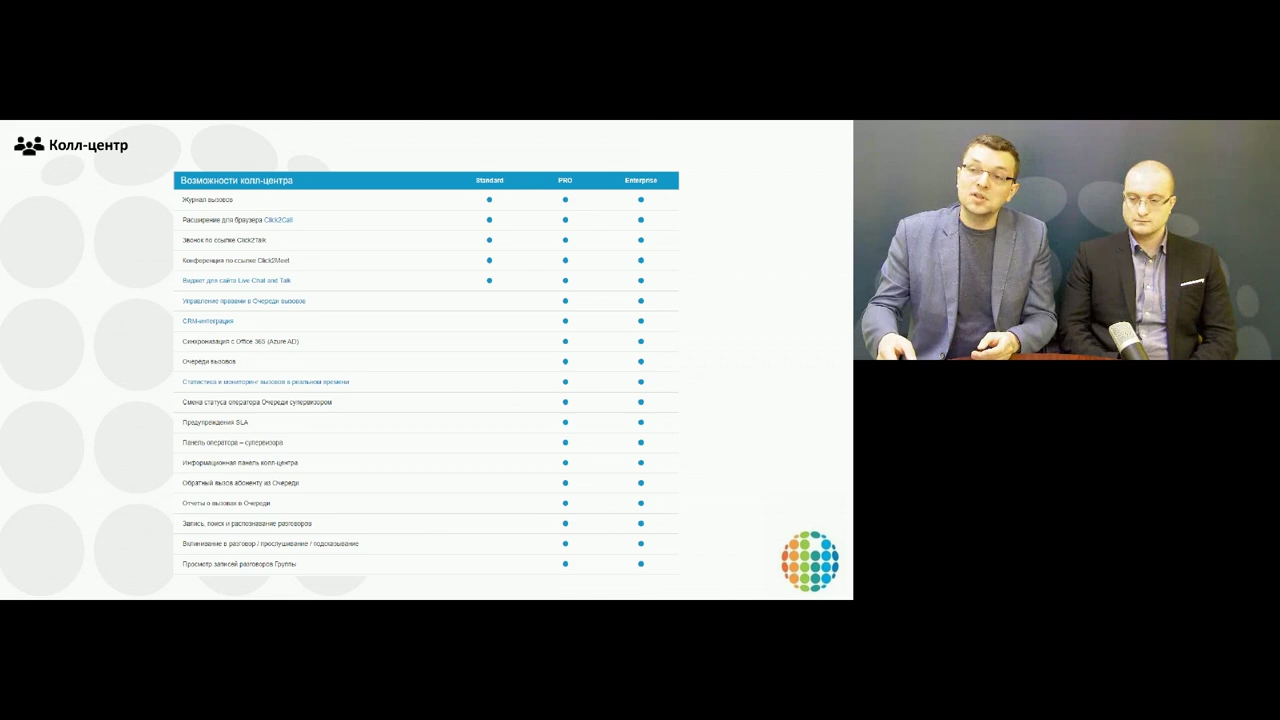 Колл-центр
Возможности колл-центра Standard PRO Enterprise
Журнал вызовов
Расширение для браузера Click2Call
Звонок по ссылке Click2Talk
Конференция по ссылке Click2Meet
Виджет для сайта Live Chat and Talk
Управление правами в Очереди вызовов
CRM-интеграция
Синхронизация с Office 365 (Azure AD)
Очереди вызовов
Статистика и мониторинг вызовов в реальном времени
Смена статуса оператора Очереди супервизором
Предупреждения SLA
Панель оператора – супервизора
Информационная панель колл-центра
Обратный вызов абоненту из Очереди
Отчеты о вызовах в Очереди
Запись, поиск и распознавание разговоров
Вклинивание в разговор / прослушивание / подсказывание
Просмотр записей разговоров Группы